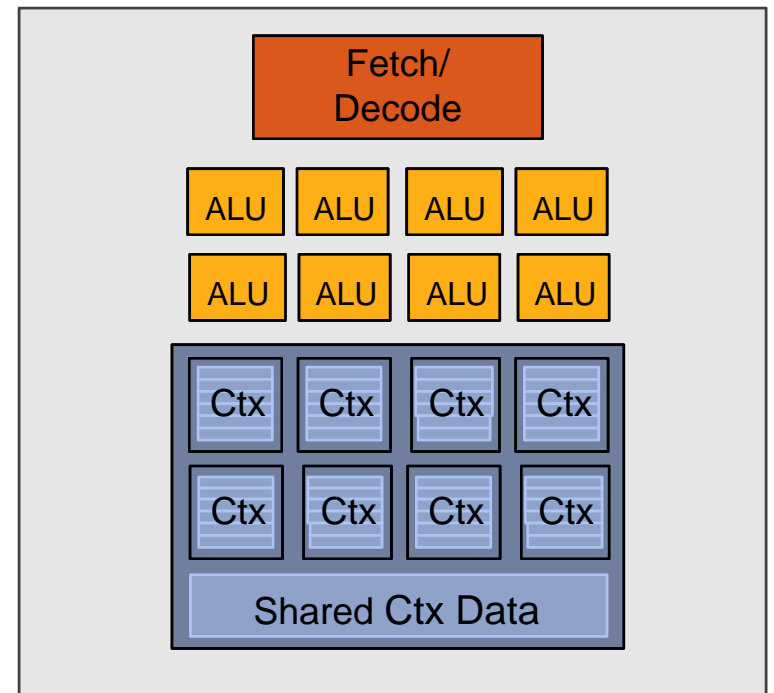 Fetch/
Decode
ALU ALU ALU ALU
ALU ALU ALU ALU
Ctx Ctx Ctx Ctx
Ctx Ctx Ctx Ctx
Shared Ctx Data